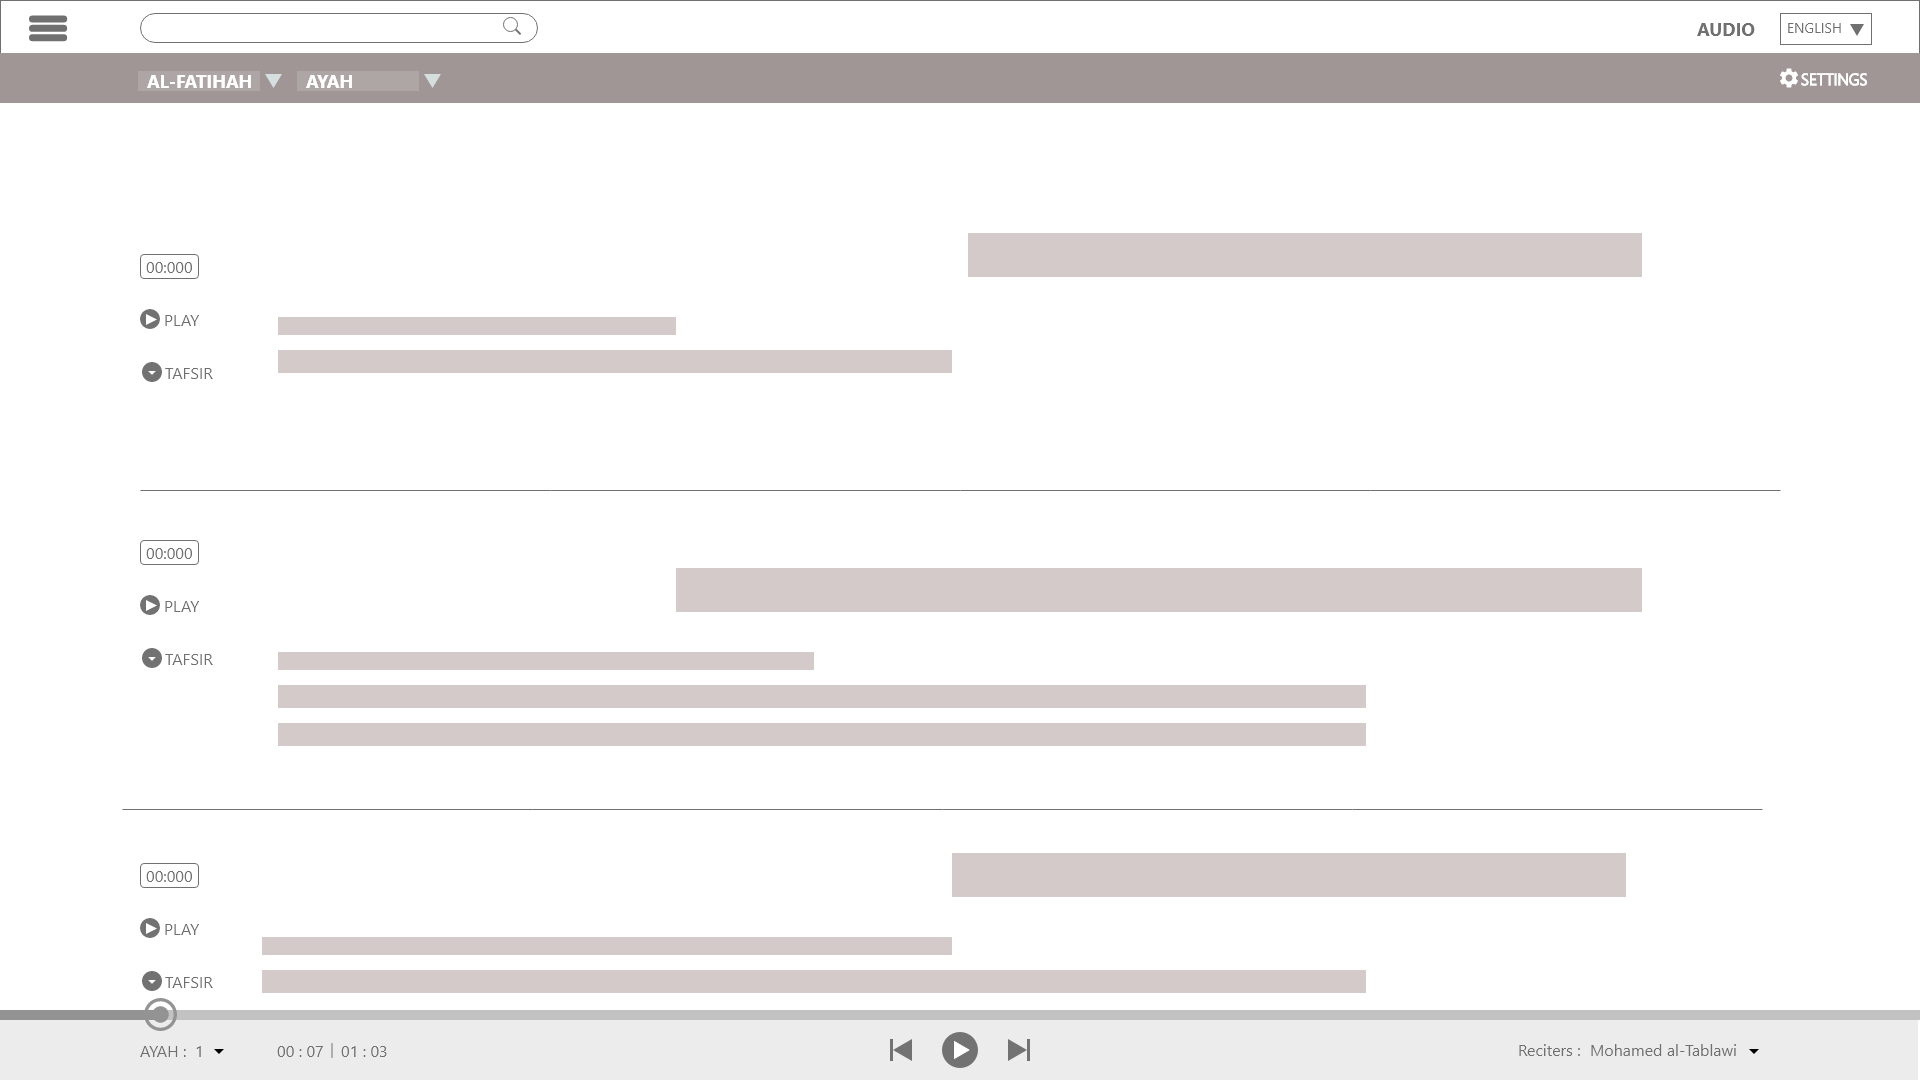 AUDIO
ENGLISH
AL-FATIHAH
AYAH
SETTINGS
00:000
PLAY
TAFSIR
00:000
PLAY
TAFSIR
00:000
PLAY
TAFSIR
AYAH : 1
00 : 07 | 01 : 03
Reciters : Mohamed al-Tablawi